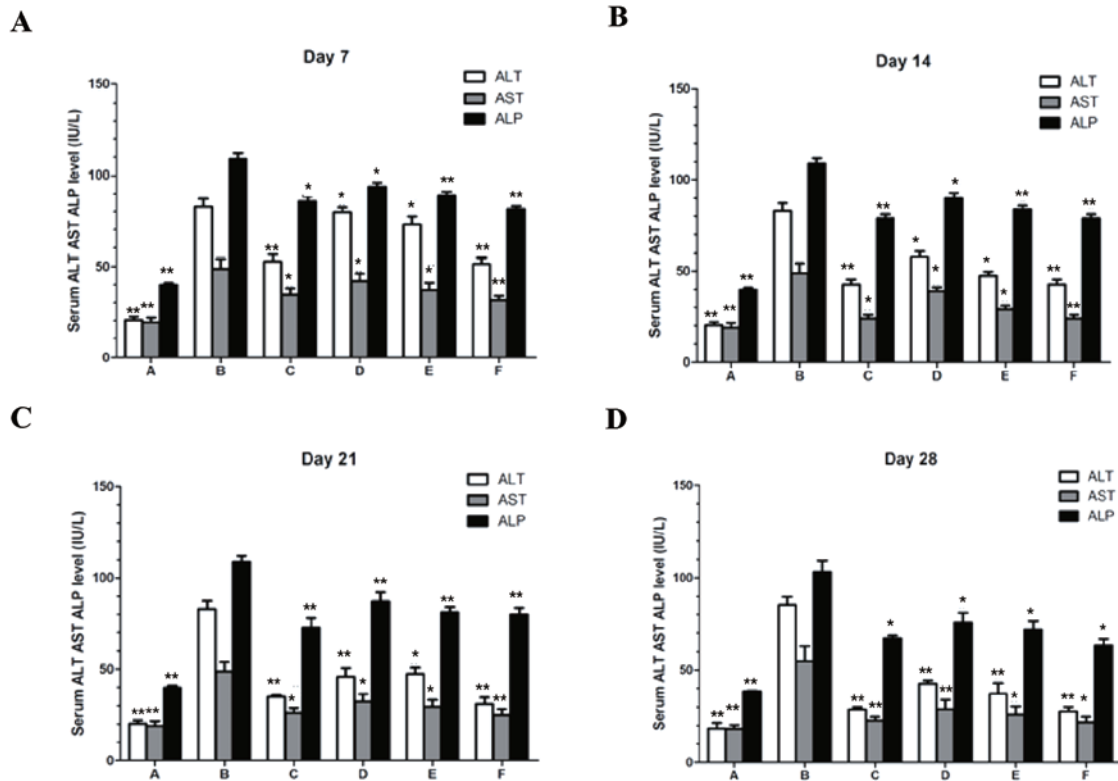 A
Day 7
ALT
AST
ALP
Serum ALT AST ALP level (IU/L)
150
100
50
0
** ** ** ** * * * * * * * ** ** ** **
A B C D E F
B
Day 14
ALT
AST
ALP
Serum ALT AST ALP level (IU/L)
150
100
50
0
** ** ** ** * ** * * * ** * ** ** ** **
A B C D E F
C
Day 21
ALT
AST
ALP
Serum ALT AST ALP level (IU/L)
150
100
50
0
** ** ** ** * ** ** * ** * * ** ** ** **
A B C D E F
D
Day 28
ALT
AST
ALP
Serum ALT AST ALP level (IU/L)
150
100
50
0
** ** ** ** ** * ** ** * ** * * ** * *
A B C D E F